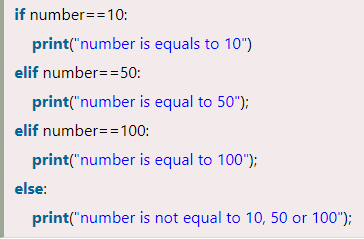 if number==10:
print("number is equals to 10")
elif number==50:
print("number is equal to 50");
elif number==100:
print("number is equal to 100");
else:
print("number is not equal to 10, 50 or 100");